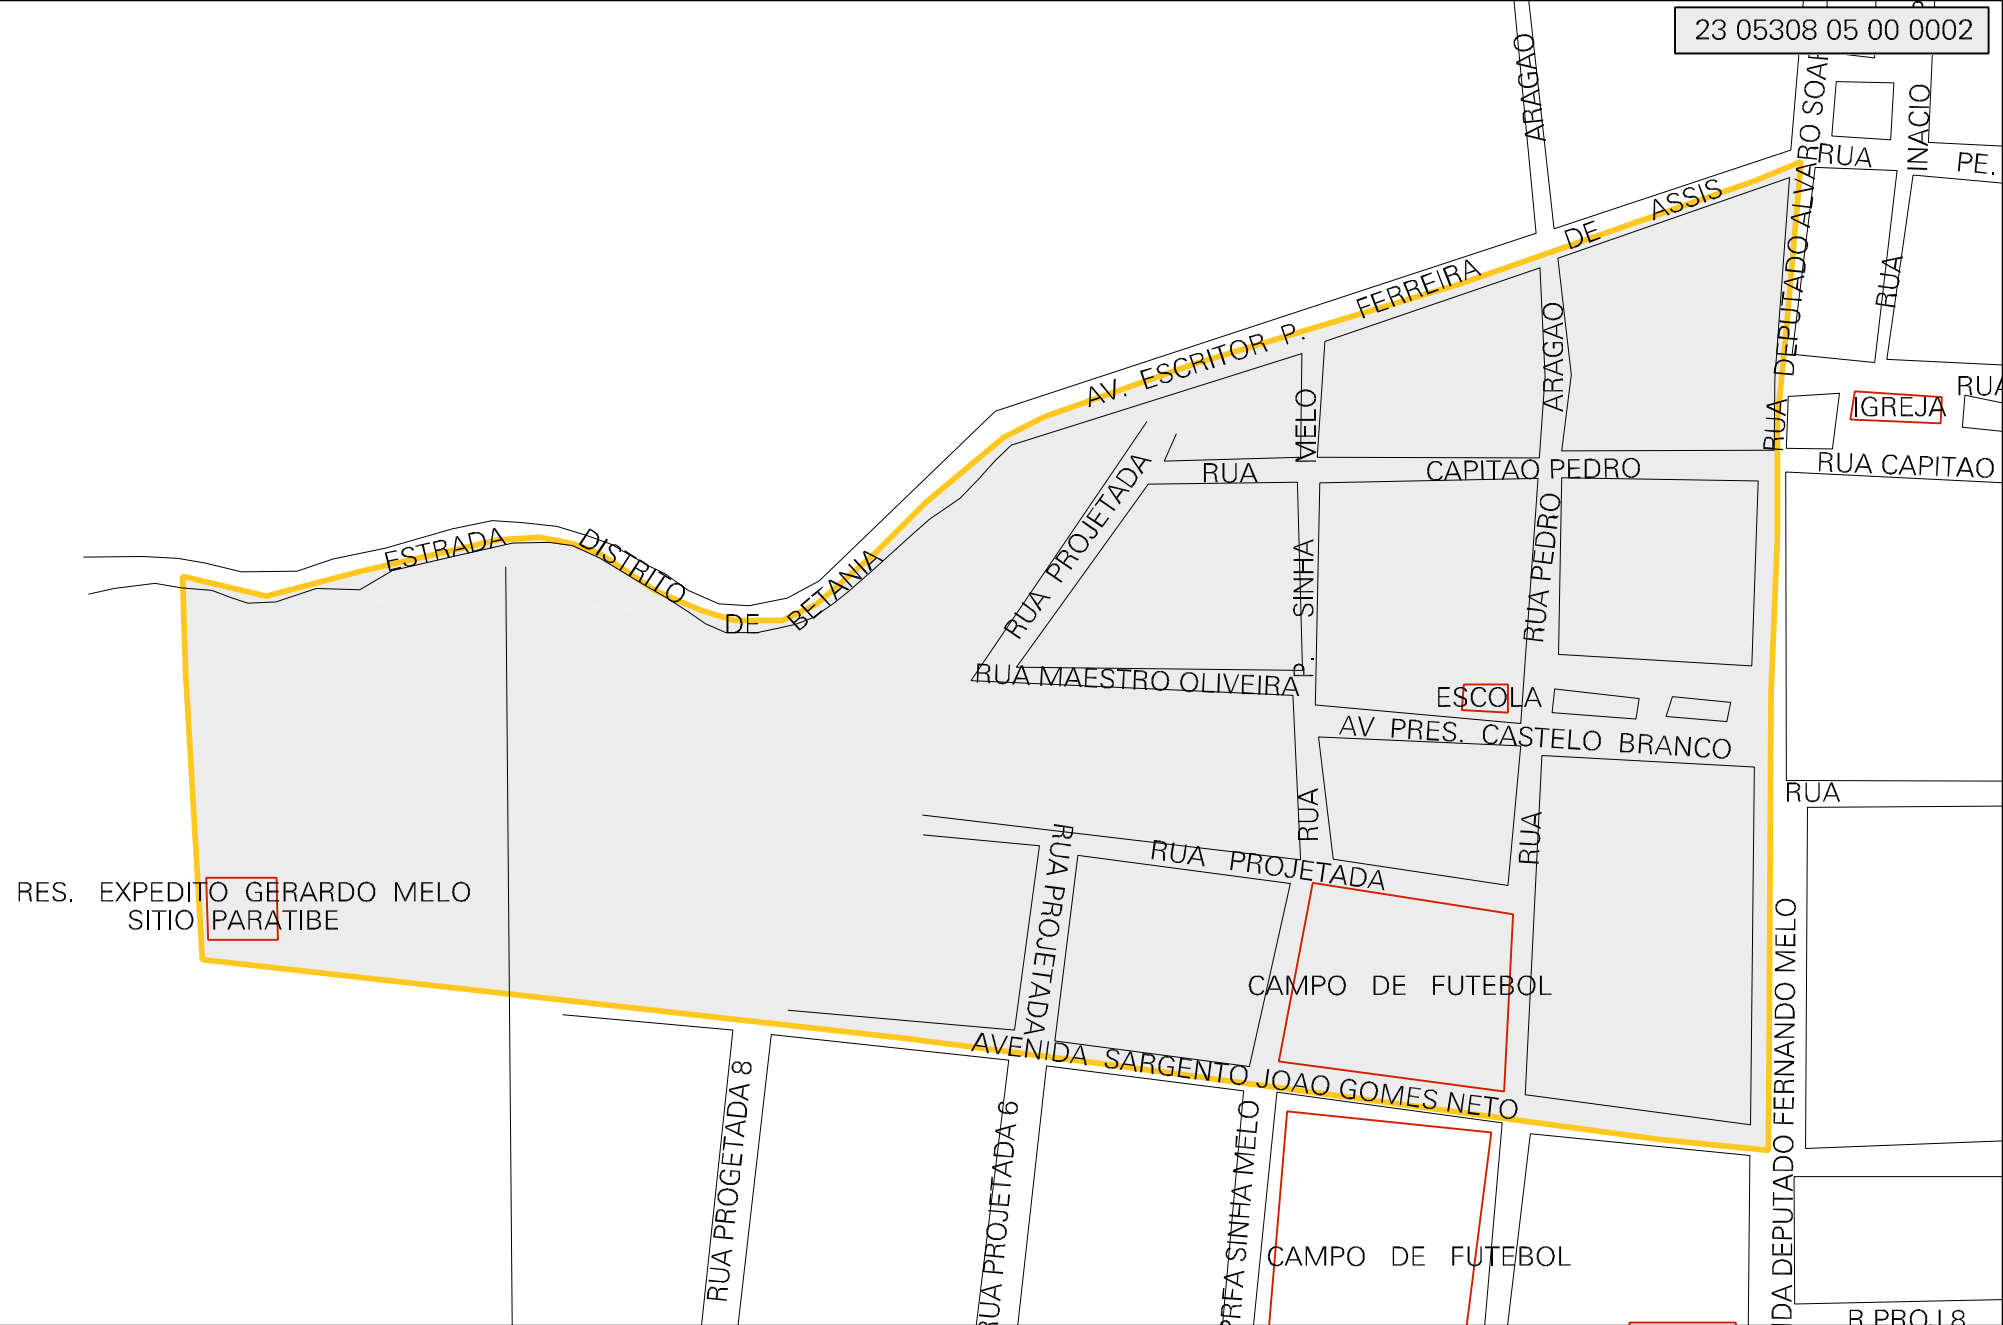 23 05308 05 00 0002
ARAGAO
INACIO
RUA
PE.
RUA DEPUTADO ALVARO SOAR
RUA
AV. ESCRITOR P. FERREIRA DE ASSIS
ARAGAO
MELO
RUA
IGREJA
RUA CAPITAO
RUA CAPITAO PEDRO
RUA PROJETADA
ESTRADA DISTRITO DE BETANIA
SINHA
RUA PEDRO
P.
RUA MAESTRO OLIVEIRA
ESCOLA
AV PRES. CASTELO BRANCO
RUA
RUA
RUA
RUA PROJETADA
RUA PROJETADA
RES. EXPEDITO GERARDO MELO
SITIO PARATIBE
CAMPO DE FUTEBOL
AVENIDA SARGENTO JOAO GOMES NETO
IDA DEPUTADO FERNANDO MELO
RUA PROGETADA 8
RUA PROJETADA 6
PRFA SINHA MELO
CAMPO DE FUTEBOL
R PROJ 8